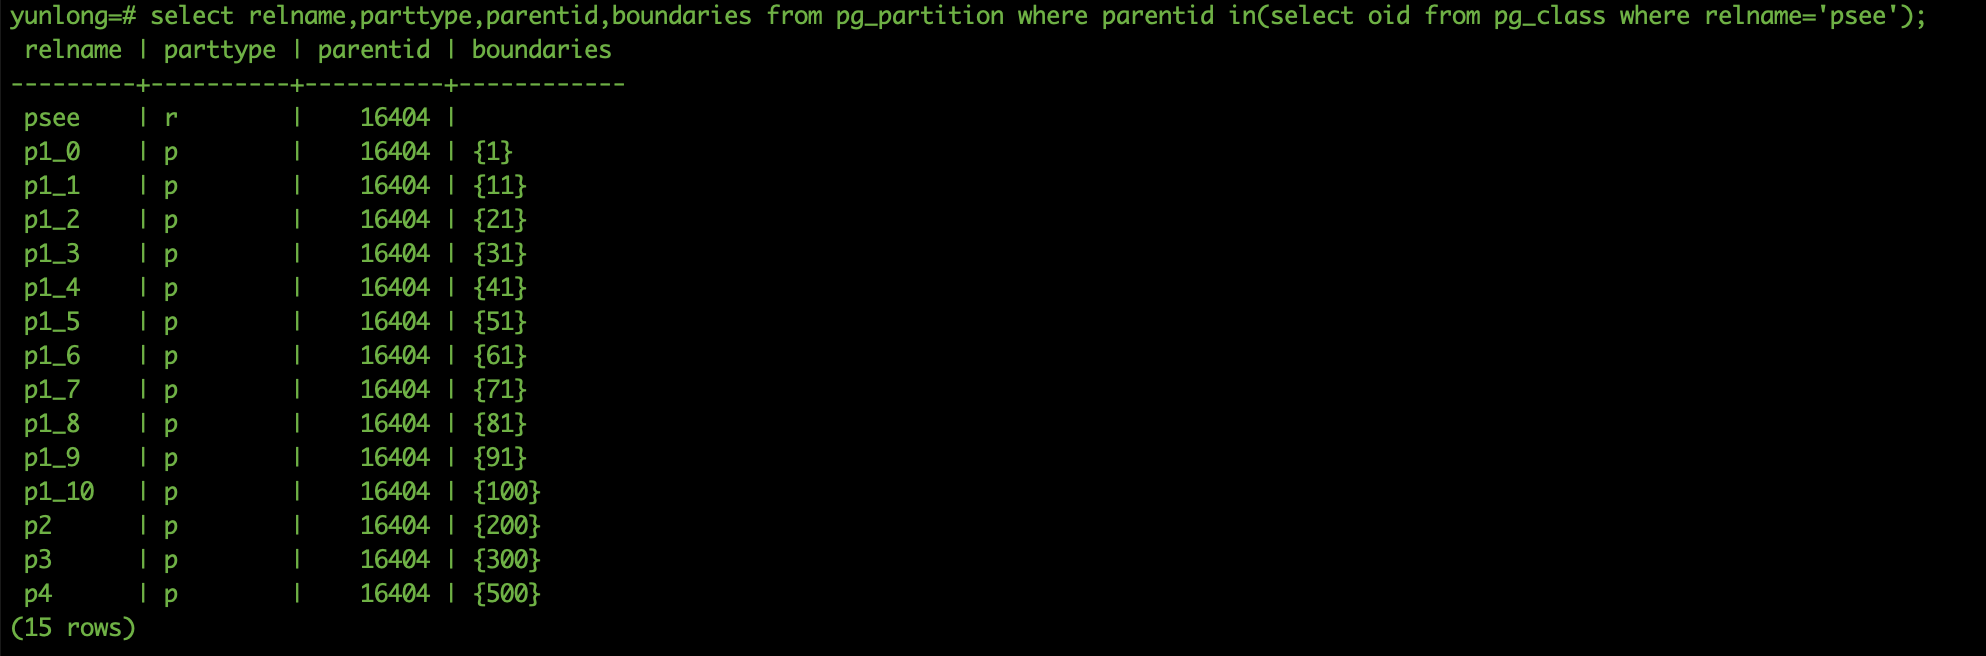 yunlong=# select relname,parttype,parentid,boundaries from pg_partition where parentid in(select oid from pg_class where relname='psee');
 relname | parttype | parentid | boundaries
---------+----------+----------+------------
 psee    | r        |    16404 |
 p1_0    | p        |    16404 | {1}
 p1_1    | p        |    16404 | {11}
 p1_2    | p        |    16404 | {21}
 p1_3    | p        |    16404 | {31}
 p1_4    | p        |    16404 | {41}
 p1_5    | p        |    16404 | {51}
 p1_6    | p        |    16404 | {61}
 p1_7    | p        |    16404 | {71}
 p1_8    | p        |    16404 | {81}
 p1_9    | p        |    16404 | {91}
 p1_10   | p        |    16404 | {100}
 p2      | p        |    16404 | {200}
 p3      | p        |    16404 | {300}
 p4      | p        |    16404 | {500}
(15 rows)